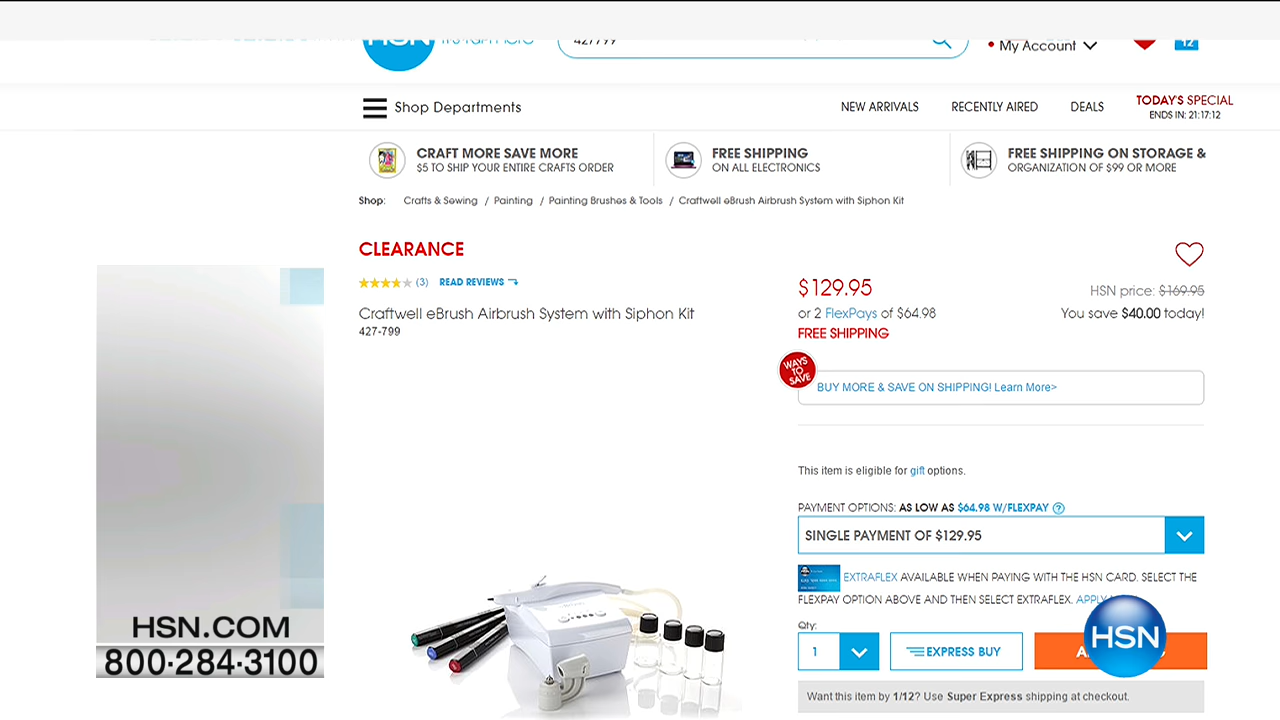 HSN
427799
My Account
12
Shop Departments
NEW ARRIVALS
RECENTLY AIRED
DEALS
TODAY'S SPECIAL
ENDS IN: 21:17:12
CRAFT MORE SAVE MORE
$5 TO SHIP YOUR ENTIRE CRAFTS ORDER
FREE SHIPPING
ON ALL ELECTRONICS
FREE SHIPPING ON STORAGE &
ORGANIZATION OF $99 OR MORE
Shop: Crafts & Sewing / Painting / Painting Brushes & Tools / Craftwell eBrush Airbrush System with Siphon Kit
CLEARANCE
(3) READ REVIEWS
Craftwell eBrush Airbrush System with Siphon Kit
427-799
$129.95
HSN price: $169.95
or 2 FlexPays of $64.98
You save $40.00 today!
FREE SHIPPING
WAYS
TO
SAVE
BUY MORE & SAVE ON SHIPPING! Learn More>
This item is eligible for gift options.
PAYMENT OPTIONS: AS LOW AS $64.98 W/FLEXPAY ?
SINGLE PAYMENT OF $129.95
EXTRAFLEX AVAILABLE WHEN PAYING WITH THE HSN CARD. SELECT THE
FLEXPAY OPTION ABOVE AND THEN SELECT EXTRAFLEX. APPLY
Qty:
1
EXPRESS BUY
HSN
Want this item by 1/12? Use Super Express shipping at checkout.
HSN.COM
800·284·3100